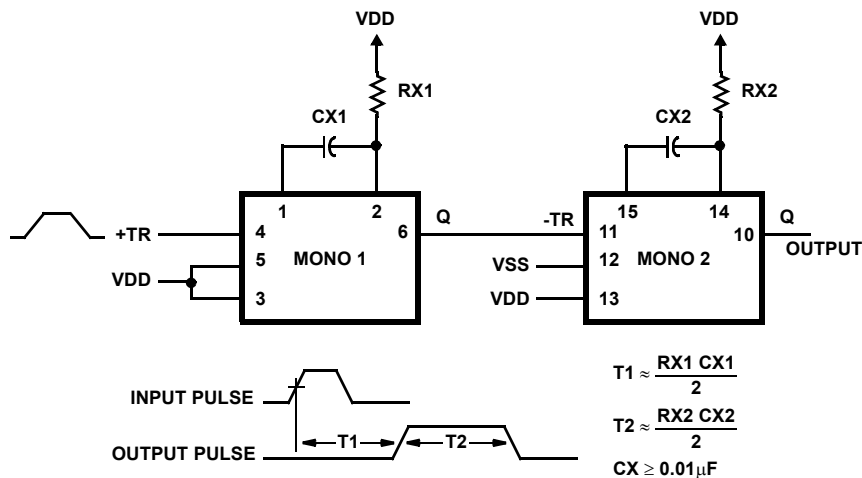 VDD
VDD
RX1
RX2
CX1
CX2
1
2
15
14
+TR
4
6
Q
-TR
11
10
Q
OUTPUT
5
MONO 1
VSS
12
MONO 2
VDD
3
VDD
13
INPUT PULSE
T1 ≈ RX1 CX1
2
OUTPUT PULSE
T1
T2
T2 ≈ RX2 CX2
2
CX ≥ 0.01μF